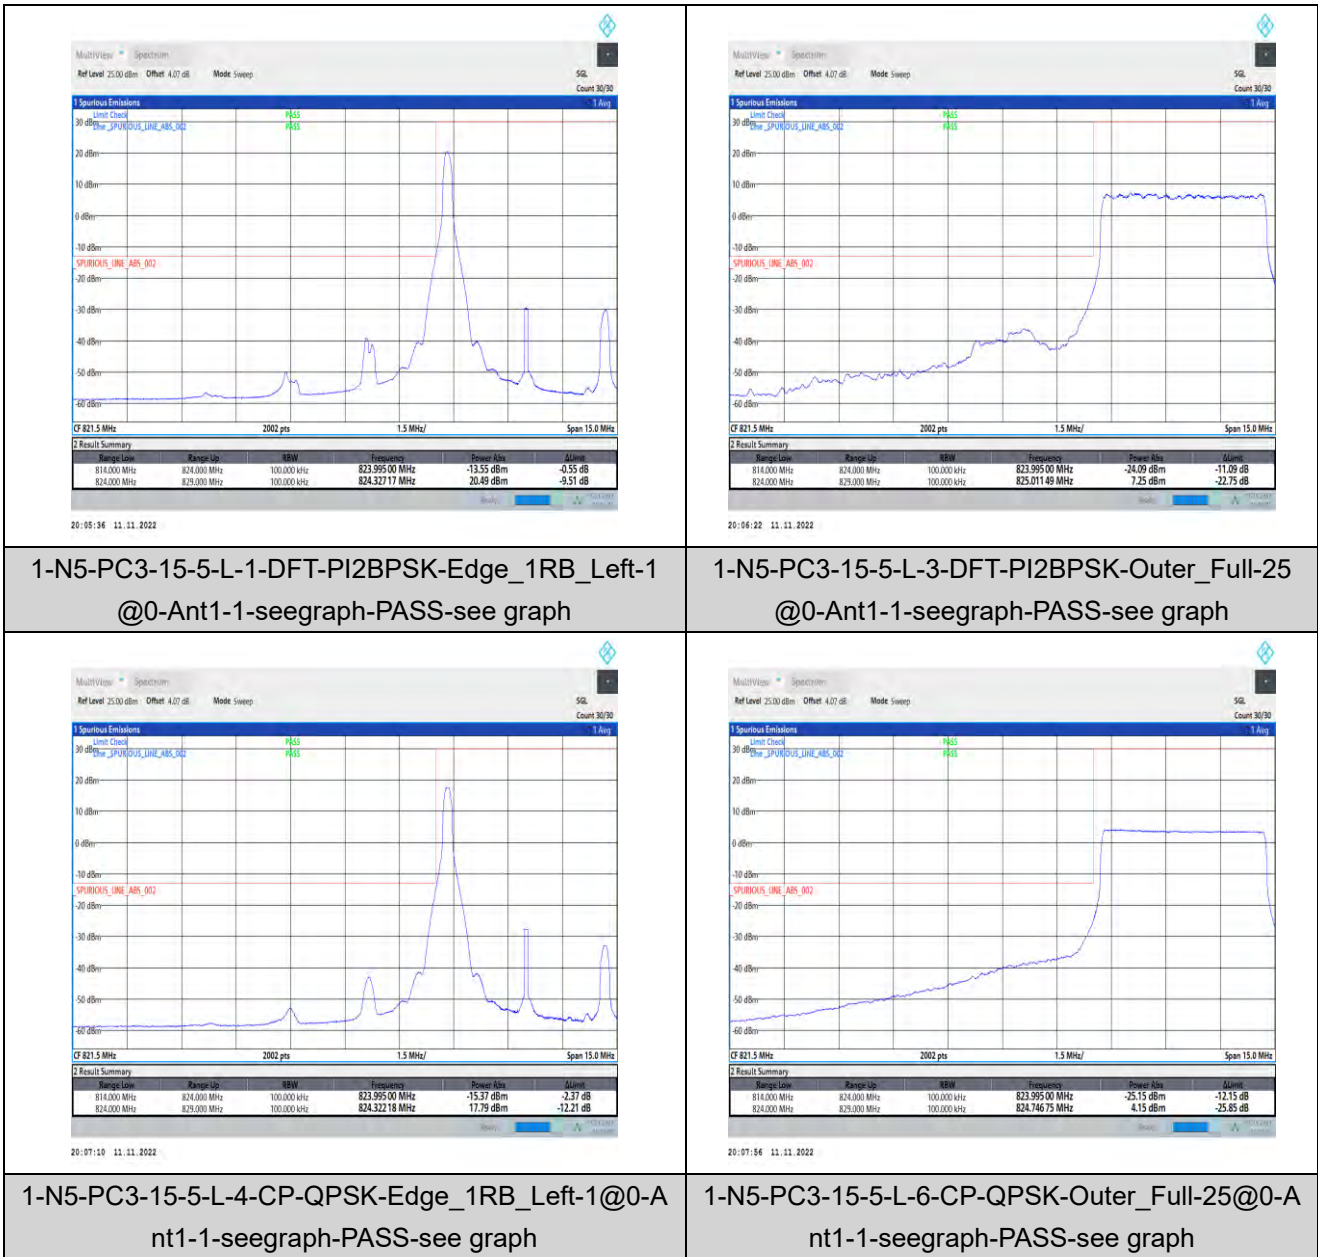 MultiView Spectrum
Ref Level 25.00 dBm Offset 4.07 dB Mode Sweep SGL
Count 30/30
1 Spurious Emissions 1 Avg
Limit Check PASS
30 dBm Line _SPURIOUS_LINE_ABS_002 PASS
20 dBm
10 dBm
0 dBm
-10 dBm
_SPURIOUS_LINE_ABS_002
-20 dBm
-30 dBm
-40 dBm
-50 dBm
-60 dBm
CF 821.5 MHz 2002 pts 1.5 MHz/ Span 15.0 MHz
2 Result Summary
Range Low Range Up RBW Frequency Power Abs ΔLimit
814.000 MHz 824.000 MHz 100.000 kHz 823.99500 MHz -13.55 dBm -0.55 dB
824.000 MHz 829.000 MHz 100.000 kHz 824.32717 MHz 20.49 dBm -9.51 dB
Ready
20:05:36 11.11.2022
1-N5-PC3-15-5-L-1-DFT-PI2BPSK-Edge_1RB_Left-1
@0-Ant1-1-seegraph-PASS-see graph
MultiView Spectrum
Ref Level 25.00 dBm Offset 4.07 dB Mode Sweep SGL
Count 30/30
1 Spurious Emissions 1 Avg
Limit Check PASS
30 dBm Line _SPURIOUS_LINE_ABS_002 PASS
20 dBm
10 dBm
0 dBm
-10 dBm
_SPURIOUS_LINE_ABS_002
-20 dBm
-30 dBm
-40 dBm
-50 dBm
-60 dBm
CF 821.5 MHz 2002 pts 1.5 MHz/ Span 15.0 MHz
2 Result Summary
Range Low Range Up RBW Frequency Power Abs ΔLimit
814.000 MHz 824.000 MHz 100.000 kHz 823.99500 MHz -24.09 dBm -11.09 dB
824.000 MHz 829.000 MHz 100.000 kHz 825.01149 MHz 7.25 dBm -22.75 dB
Ready
20:06:22 11.11.2022
1-N5-PC3-15-5-L-3-DFT-PI2BPSK-Outer_Full-25
@0-Ant1-1-seegraph-PASS-see graph
MultiView Spectrum
Ref Level 25.00 dBm Offset 4.07 dB Mode Sweep SGL
Count 30/30
1 Spurious Emissions 1 Avg
Limit Check PASS
30 dBm Line _SPURIOUS_LINE_ABS_002 PASS
20 dBm
10 dBm
0 dBm
-10 dBm
_SPURIOUS_LINE_ABS_002
-20 dBm
-30 dBm
-40 dBm
-50 dBm
-60 dBm
CF 821.5 MHz 2002 pts 1.5 MHz/ Span 15.0 MHz
2 Result Summary
Range Low Range Up RBW Frequency Power Abs ΔLimit
814.000 MHz 824.000 MHz 100.000 kHz 823.99500 MHz -15.37 dBm -2.37 dB
824.000 MHz 829.000 MHz 100.000 kHz 824.32218 MHz 17.79 dBm -12.21 dB
Ready
20:07:10 11.11.2022
1-N5-PC3-15-5-L-4-CP-QPSK-Edge_1RB_Left-1@0-A
nt1-1-seegraph-PASS-see graph
MultiView Spectrum
Ref Level 25.00 dBm Offset 4.07 dB Mode Sweep SGL
Count 30/30
1 Spurious Emissions 1 Avg
Limit Check PASS
30 dBm Line _SPURIOUS_LINE_ABS_002 PASS
20 dBm
10 dBm
0 dBm
-10 dBm
_SPURIOUS_LINE_ABS_002
-20 dBm
-30 dBm
-40 dBm
-50 dBm
-60 dBm
CF 821.5 MHz 2002 pts 1.5 MHz/ Span 15.0 MHz
2 Result Summary
Range Low Range Up RBW Frequency Power Abs ΔLimit
814.000 MHz 824.000 MHz 100.000 kHz 823.99500 MHz -25.15 dBm -12.15 dB
824.000 MHz 829.000 MHz 100.000 kHz 824.74675 MHz 4.15 dBm -25.85 dB
Ready
20:07:56 11.11.2022
1-N5-PC3-15-5-L-6-CP-QPSK-Outer_Full-25@0-A
nt1-1-seegraph-PASS-see graph